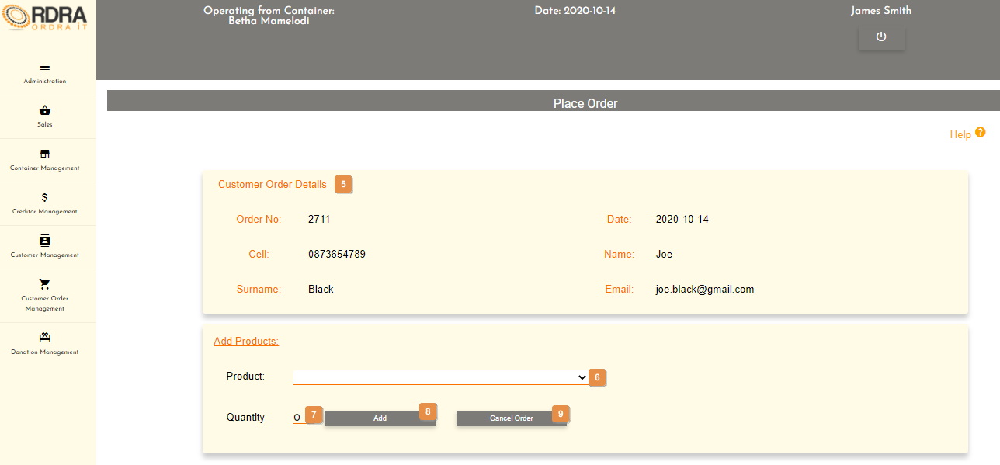 RDRA
ORDRA IT
Operating from Container:
Betha Mamelodi
Date: 2020-10-14
James Smith
Administration
Sales
Container Management
$
Creditor Management
Customer Management
Customer Order
Management
Donation Management
Place Order
Help ?
Customer Order Details 5
Order No: 2711 Date: 2020-10-14
Cell: 0873654789 Name: Joe
Surname: Black Email: joe.black@gmail.com
Add Products:
Product: 6
Quantity 0 7 Add 8 Cancel Order 9